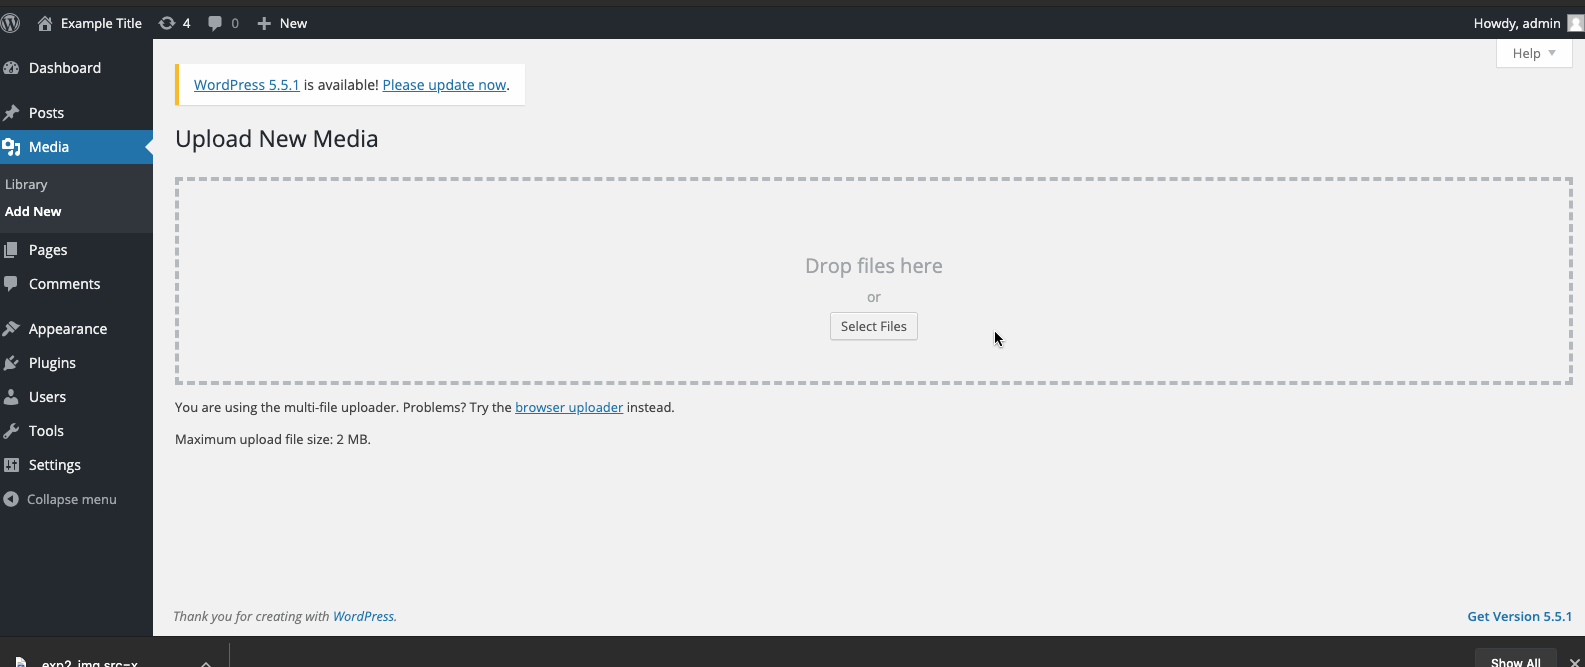 Example Title 4 0 New Howdy, admin
Help
Dashboard
Posts
Media
Library
Add New
Pages
Comments
Appearance
Plugins
Users
Tools
Settings
Collapse menu
WordPress 5.5.1 is available! Please update now.
Upload New Media
Drop files here
or
Select Files
You are using the multi-file uploader. Problems? Try the browser uploader instead.
Maximum upload file size: 2 MB.
Thank you for creating with WordPress.
Get Version 5.5.1
exp2 img src=x
Show All